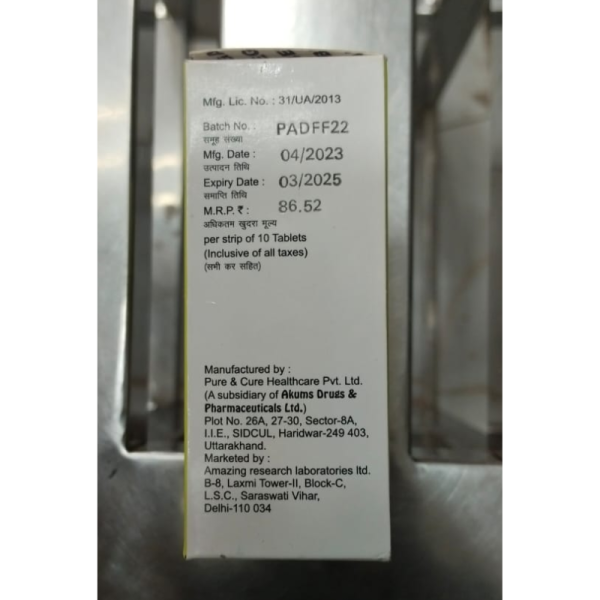 Mfg. Lic. No. : 31/UA/2013
Batch No. : PADFF22
समूह संख्या
Mfg. Date : 04/2023
उत्पादन तिथि
Expiry Date : 03/2025
समाप्ति तिथि
M.R.P. ₹ : 86.52
अधिकतम खुदरा मूल्य
per strip of 10 Tablets
(Inclusive of all taxes)
(सभी कर सहित)
Manufactured by :
Pure & Cure Healthcare Pvt. Ltd.
(A subsidiary of Akums Drugs &
Pharmaceuticals Ltd.)
Plot No. 26A, 27-30, Sector-8A,
I.I.E., SIDCUL, Haridwar-249 403,
Uttarakhand.
Marketed by :
Amazing research laboratories ltd.
B-8, Laxmi Tower-II, Block-C,
L.S.C., Saraswati Vihar,
Delhi-110 034